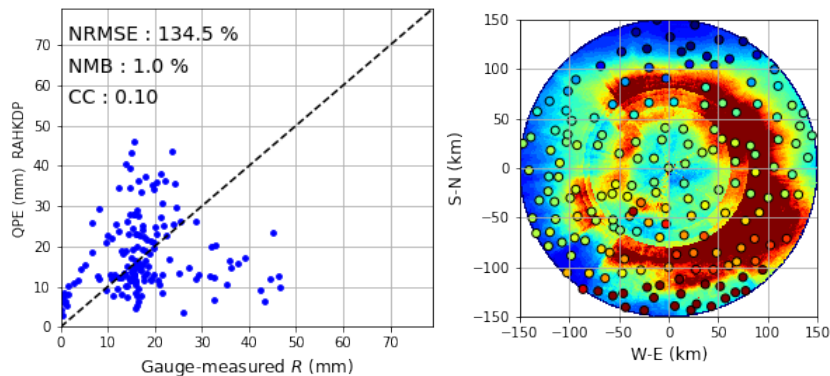 NRMSE : 134.5 %
NMB : 1.0 %
CC : 0.10
QPE (mm)  RAHKDP
70
60
50
40
30
20
10
0
0 10 20 30 40 50 60 70
Gauge-measured R (mm)
S-N (km)
150
100
50
0
−50
−100
−150
−150 −100 −50 0 50 100 150
W-E (km)